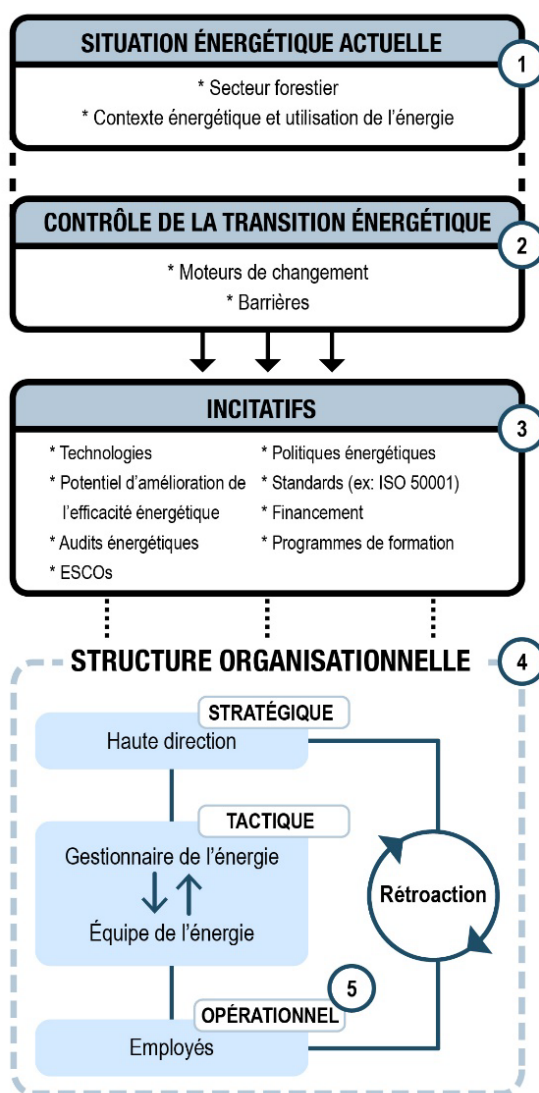 SITUATION ÉNERGÉTIQUE ACTUELLE
1
* Secteur forestier
* Contexte énergétique et utilisation de l'énergie
CONTRÔLE DE LA TRANSITION ÉNERGÉTIQUE
2
* Moteurs de changement
* Barrières
INCITATIFS
3
* Technologies
* Potentiel d'amélioration de
l'efficacité énergétique
* Audits énergétiques
* ESCOs
* Politiques énergétiques
* Standards (ex: ISO 50001)
* Financement
* Programmes de formation
STRUCTURE ORGANISATIONNELLE
4
STRATÉGIQUE
Haute direction
TACTIQUE
Gestionnaire de l'énergie
Équipe de l'énergie
Rétroaction
5
OPÉRATIONNEL
Employés